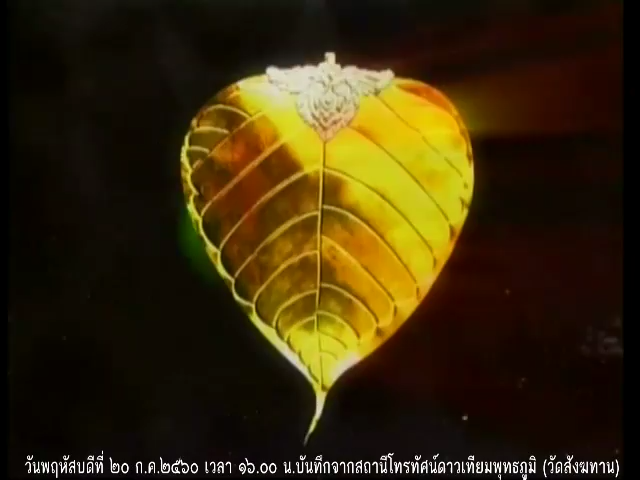 วันพฤหัสบดีที่ ๒๐ ก.ค.๒๕๖๐ เวลา ๑๖.๐๐ น.บันทึกจากสถานีโทรทัศน์ดาวเทียมพุทธภูมิ (วัดสังฆทาน)